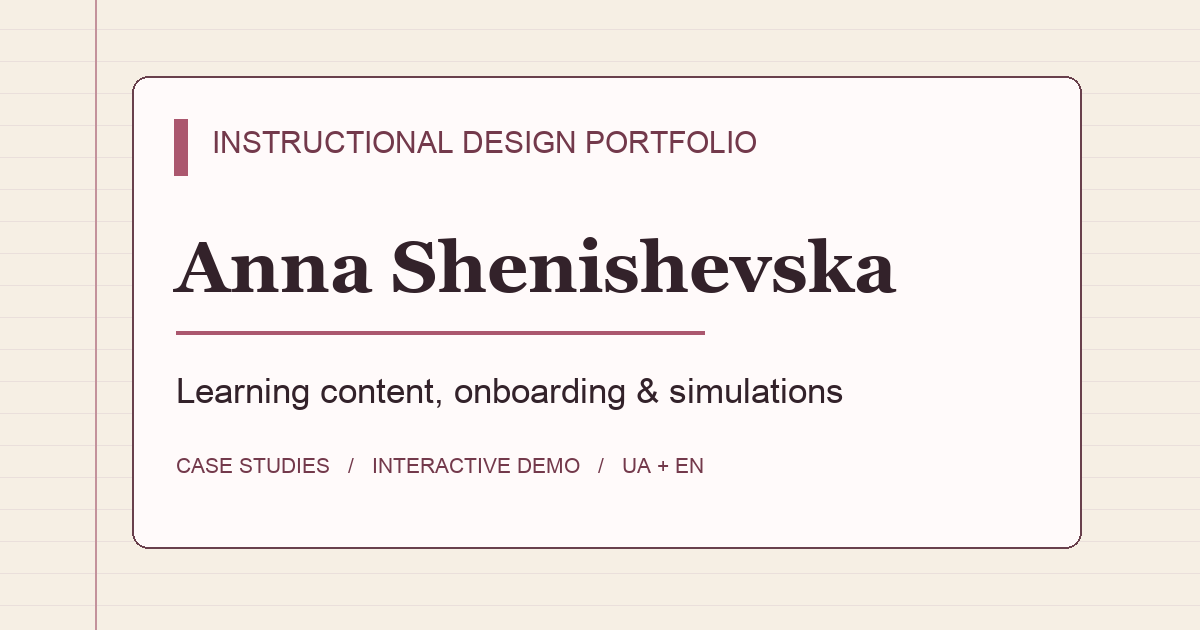 INSTRUCTIONAL DESIGN PORTFOLIO
Anna Shenishevska
Learning content, onboarding & simulations
CASE STUDIES / INTERACTIVE DEMO / UA + EN